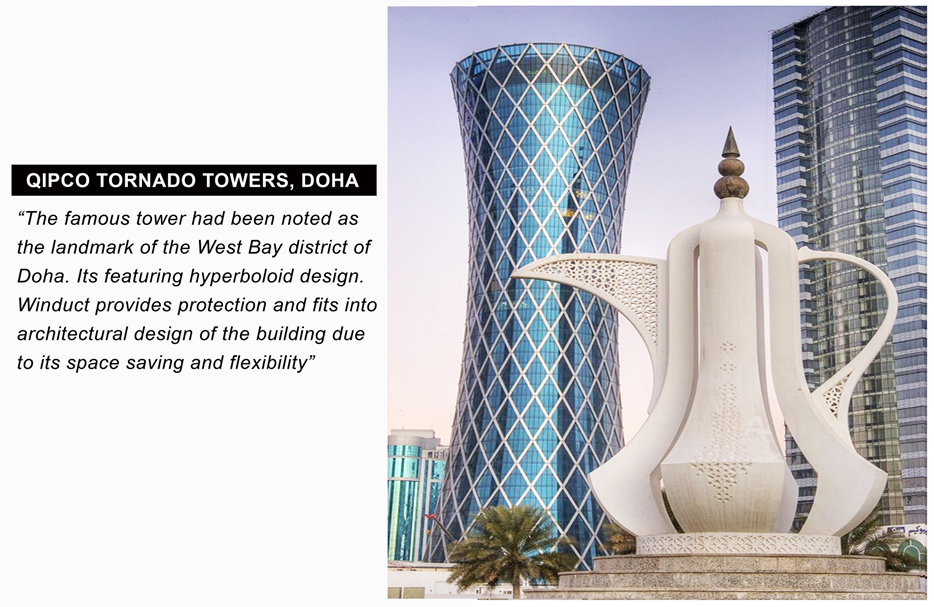 QIPCO TORNADO TOWERS, DOHA
“The famous tower had been noted as
the landmark of the West Bay district of
Doha. Its featuring hyperboloid design.
Winduct provides protection and fits into
architectural design of the building due
to its space saving and flexibility”